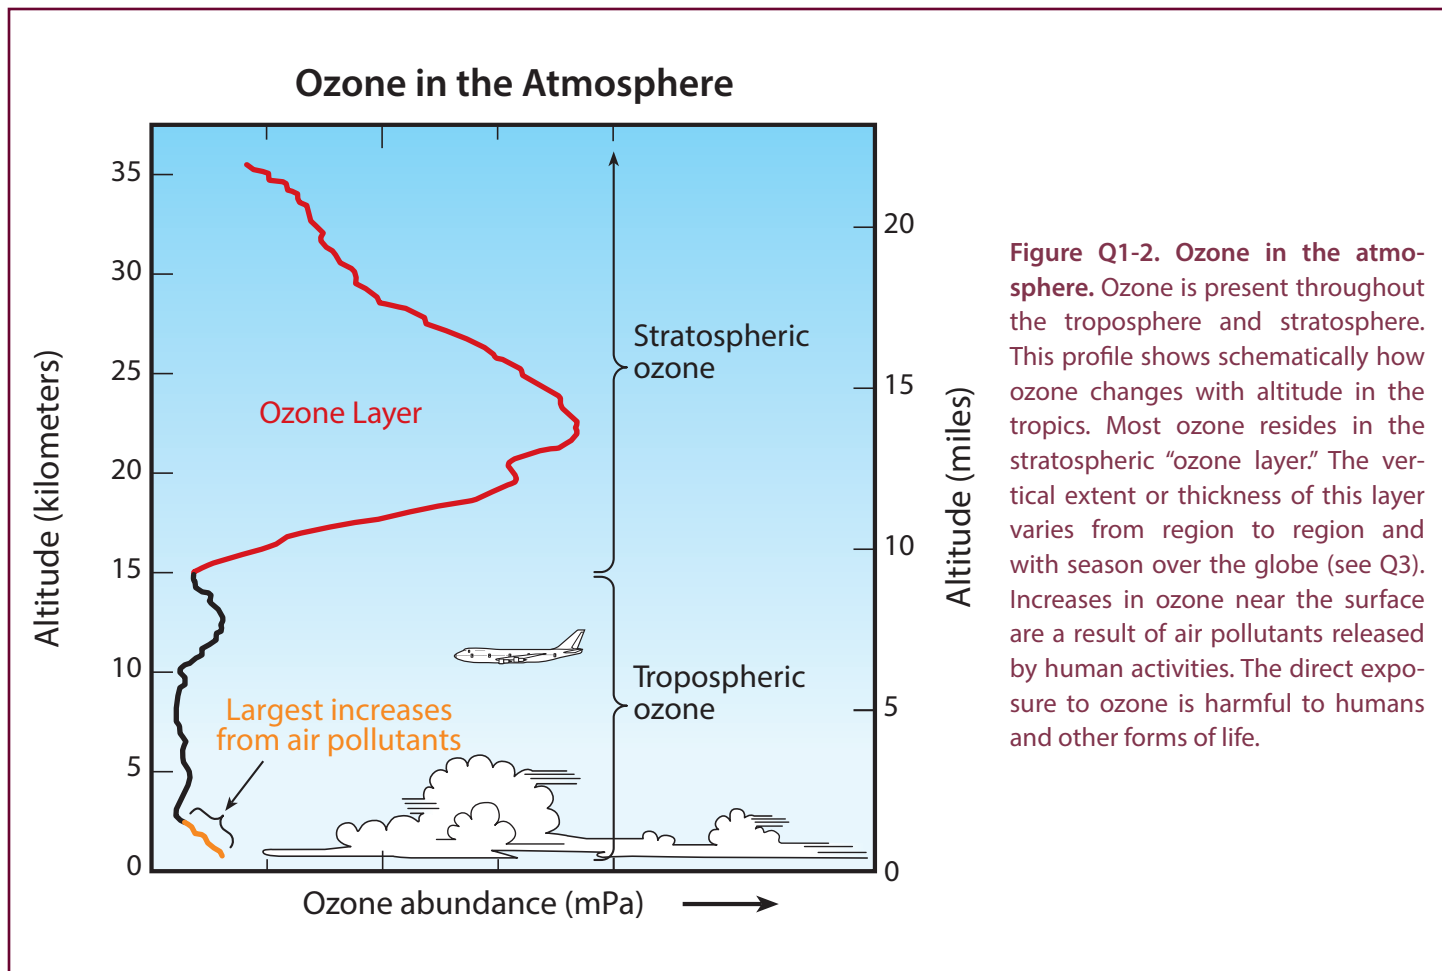 Ozone in the Atmosphere
35
30
25
20
15
10
5
0
Altitude (kilometers)
Ozone Layer
Stratospheric
ozone
Tropospheric
ozone
Largest increases
from air pollutants
20
15
10
5
0
Altitude (miles)
Ozone abundance (mPa)
Figure Q1-2. Ozone in the atmo-
sphere. Ozone is present throughout
the troposphere and stratosphere.
This profile shows schematically how
ozone changes with altitude in the
tropics. Most ozone resides in the
stratospheric “ozone layer.” The ver-
tical extent or thickness of this layer
varies from region to region and
with season over the globe (see Q3).
Increases in ozone near the surface
are a result of air pollutants released
by human activities. The direct expo-
sure to ozone is harmful to humans
and other forms of life.